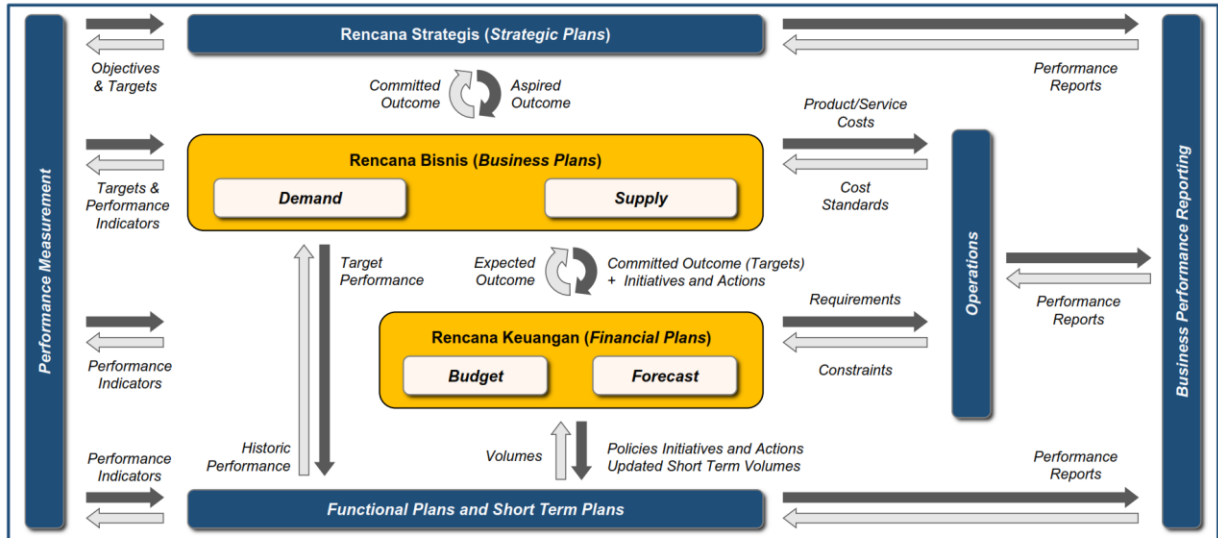 Performance Measurement
Objectives
& Targets
Targets &
Performance
Indicators
Performance
Indicators
Performance
Indicators
Rencana Strategis (Strategic Plans)
Committed
Outcome
Aspired
Outcome
Rencana Bisnis (Business Plans)
Demand
Supply
Target
Performance
Historic
Performance
Expected
Outcome
Committed Outcome (Targets)
+ Initiatives and Actions
Rencana Keuangan (Financial Plans)
Budget
Forecast
Volumes
Policies Initiatives and Actions
Updated Short Term Volumes
Functional Plans and Short Term Plans
Product/Service
Costs
Cost
Standards
Requirements
Constraints
Operations
Performance
Reports
Performance
Reports
Performance
Reports
Business Performance Reporting